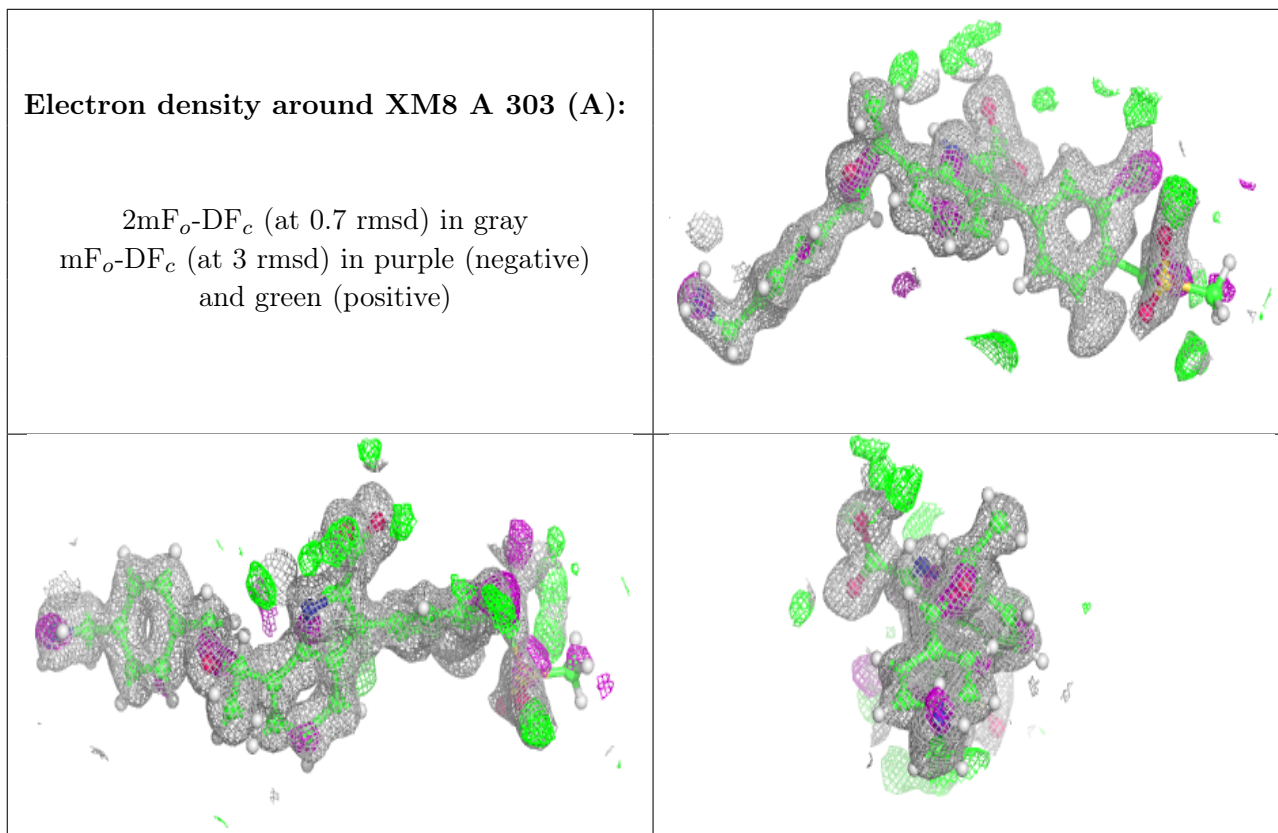 Electron density around XM8 A 303 (A):
2mFo-DFc (at 0.7 rmsd) in gray
mFo-DFc (at 3 rmsd) in purple (negative)
and green (positive)